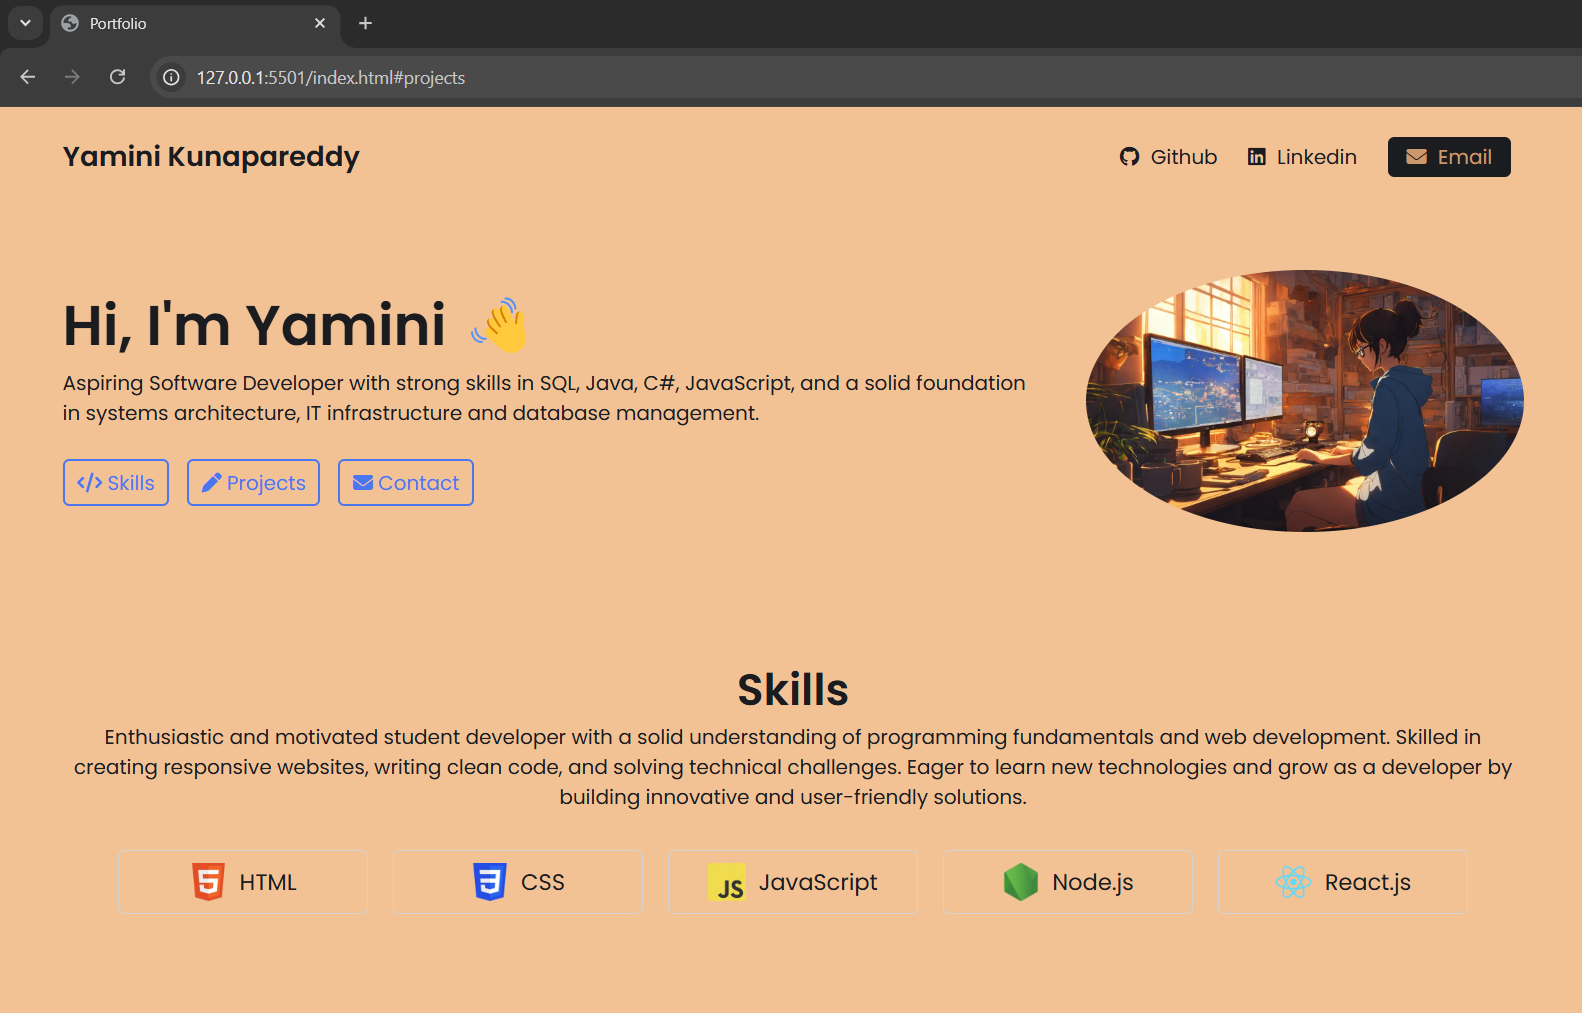 Portfolio
127.0.0.1:5501/index.html#projects
Yamini Kunapareddy
Github
Linkedin
Email
Hi, I'm Yamini 👋
Aspiring Software Developer with strong skills in SQL, Java, C#, JavaScript, and a solid foundation
in systems architecture, IT infrastructure and database management.
</> Skills
Projects
Contact
Skills
Enthusiastic and motivated student developer with a solid understanding of programming fundamentals and web development. Skilled in
creating responsive websites, writing clean code, and solving technical challenges. Eager to learn new technologies and grow as a developer by
building innovative and user-friendly solutions.
5 HTML
3 CSS
JS JavaScript
Node.js
React.js